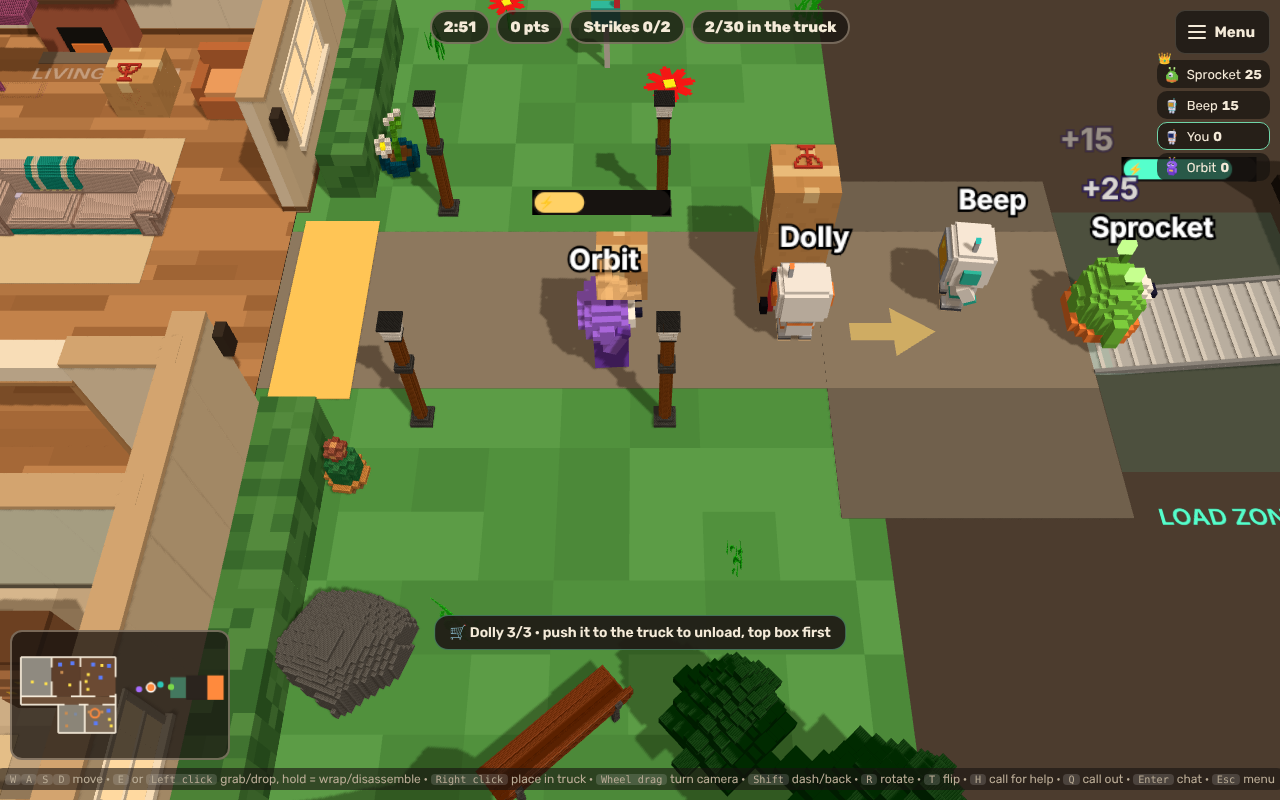 2:51
0 pts
Strikes 0/2
2/30 in the truck
Menu
Sprocket 25
Beep 15
You 0
Orbit 0
+15
+25
LIVING
Orbit
Dolly
Beep
Sprocket
LOAD ZON
Dolly 3/3 • push it to the truck to unload, top box first
W A S D move • E or Left click grab/drop, hold = wrap/disassemble • Right click place in truck • Wheel drag turn camera • Shift dash/back • R rotate • T flip • H call for help • Q call out • Enter chat • Esc menu